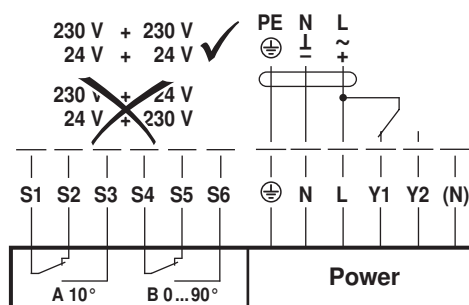 PE N L
230 V + 230 V
⊥ ~
24 V + 24 V
– +
230 V + 24 V
24 V + 230 V
S1 S2 S3 S4 S5 S6 N L Y1 Y2 (N)
A 10° B 0...90° Power